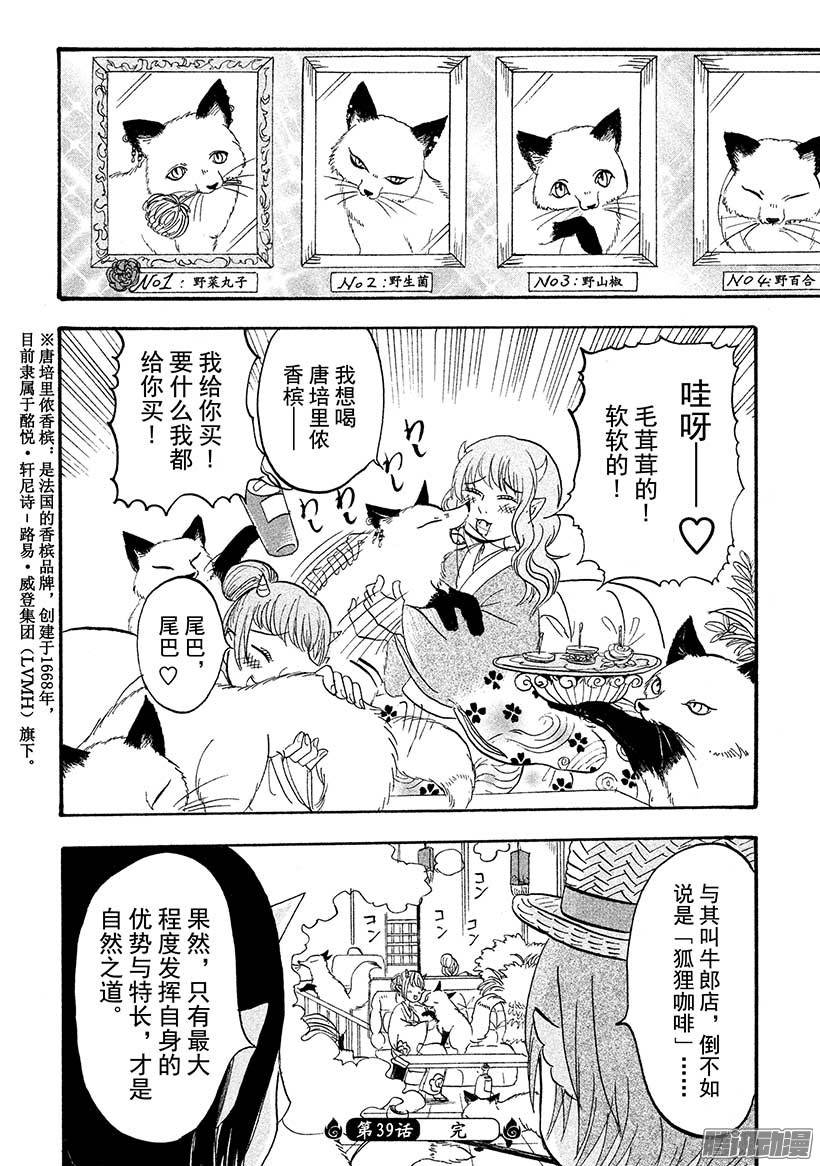 No1：野菜丸子
No2：野生菌
No3：野山椒
No4：野百合
哇呀——♡
毛茸茸的！
软软的！
我想喝
唐培里侬
香槟——
我给你买！
要什么我都
给你买！
わっ
わっ
わっ
尾巴，
尾巴♡
※唐培里侬香槟：是法国的香槟品牌，创建于1668年，
目前隶属于酩悦·轩尼诗-路易·威登集团（LVMH）旗下。
与其叫牛郎店，倒不如
说是「狐狸咖啡」……
コン
コン
コン
果然，只有最大
程度发挥自身的
优势与特长，才是
自然之道。
第39话 完
腾讯动漫